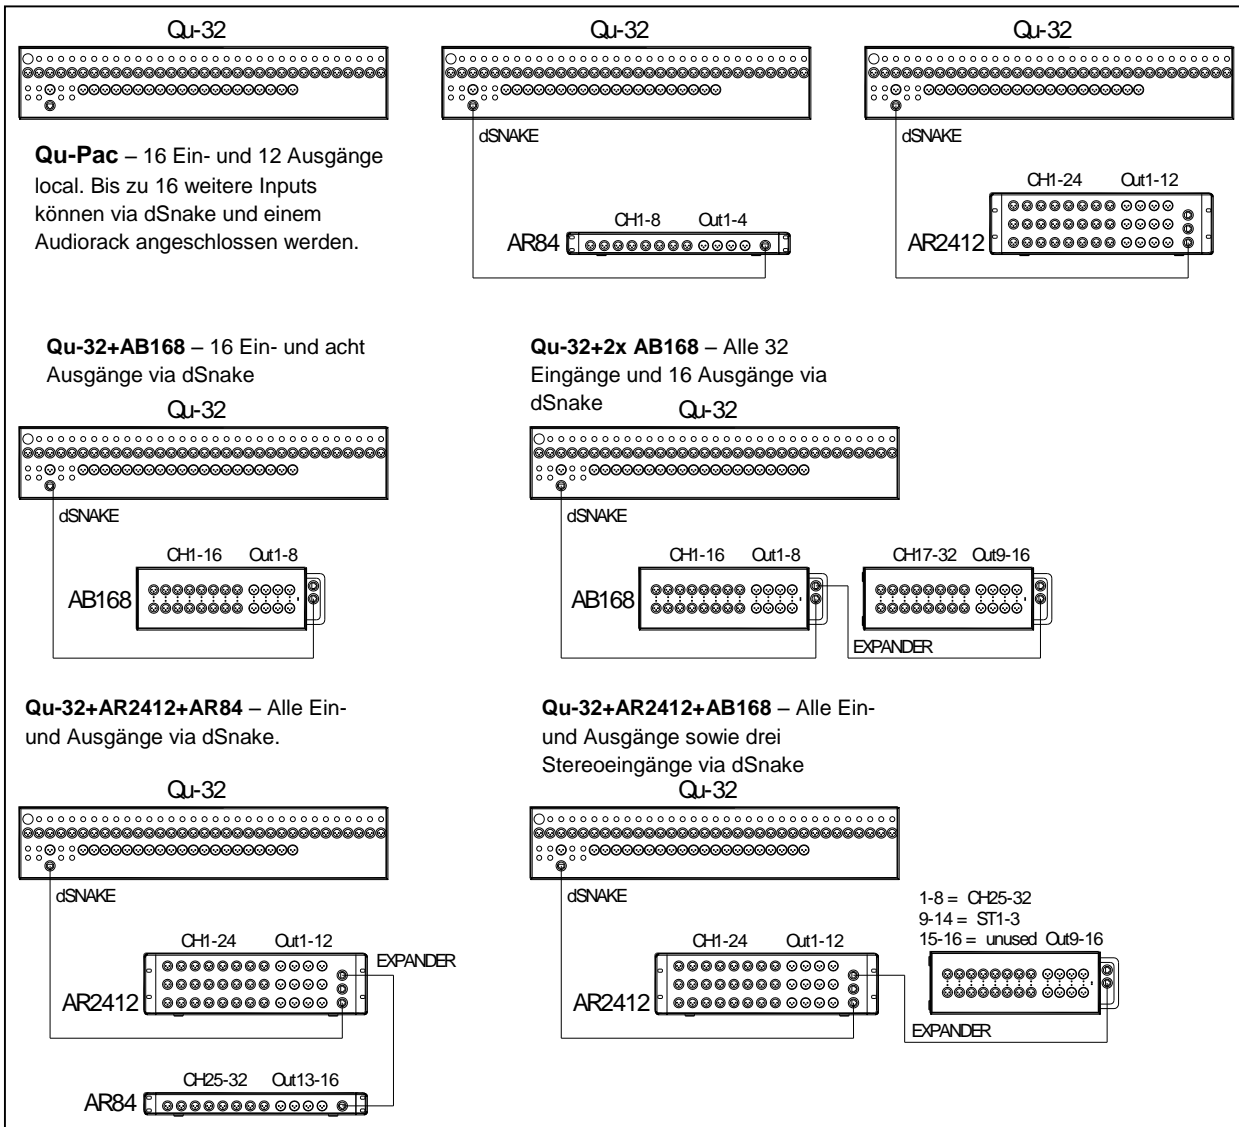 Qu-32
Qu-32
Qu-32
dSNAKE
dSNAKE
Qu-Pac – 16 Ein- und 12 Ausgänge
local. Bis zu 16 weitere Inputs
können via dSnake und einem
Audiorack angeschlossen werden.
CH1-8 Out1-4
AR84
CH1-24 Out1-12
AR2412
Qu-32+AB168 – 16 Ein- und acht
Ausgänge via dSnake
Qu-32
dSNAKE
CH1-16 Out1-8
AB168
Qu-32+2x AB168 – Alle 32
Eingänge und 16 Ausgänge via
dSnake
Qu-32
dSNAKE
CH1-16 Out1-8
AB168
CH17-32 Out9-16
EXPANDER
Qu-32+AR2412+AR84 – Alle Ein-
und Ausgänge via dSnake.
Qu-32
dSNAKE
CH1-24 Out1-12
EXPANDER
AR2412
CH25-32 Out13-16
AR84
Qu-32+AR2412+AB168 – Alle Ein-
und Ausgänge sowie drei
Stereoeingänge via dSnake
Qu-32
dSNAKE
CH1-24 Out1-12
AR2412
1-8 = CH25-32
9-14 = ST1-3
15-16 = unused Out9-16
EXPANDER